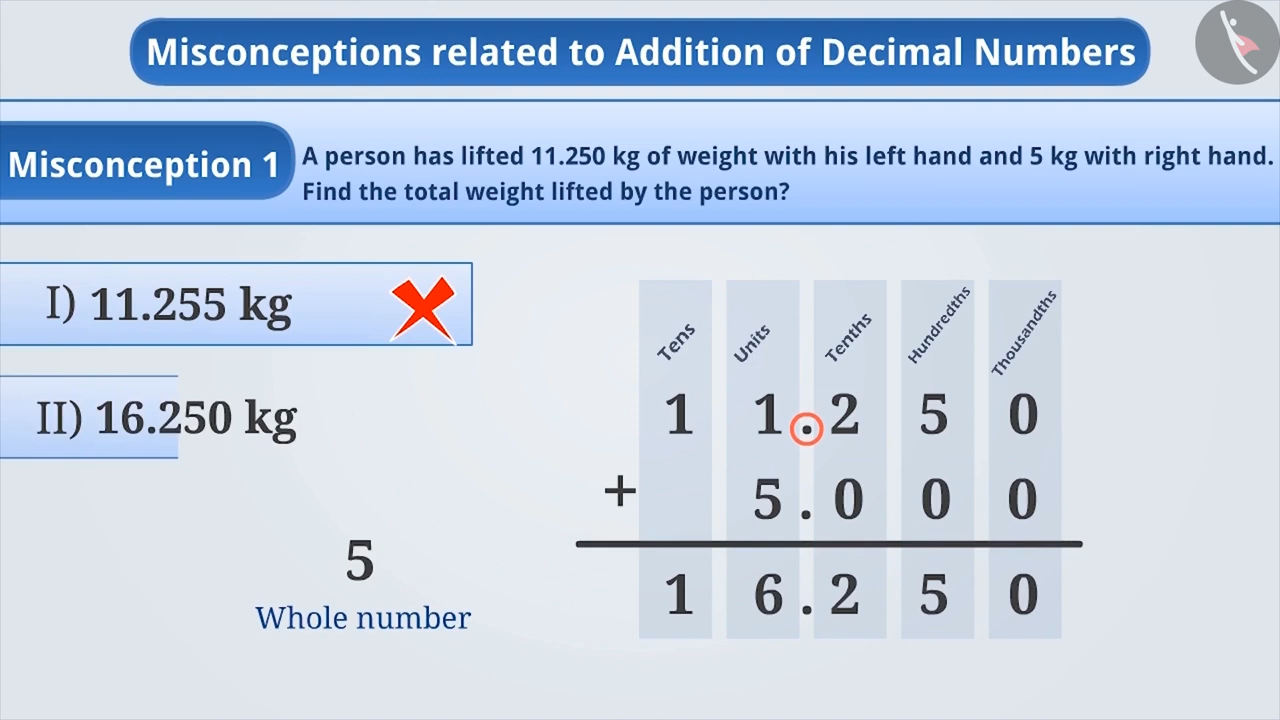 Misconceptions related to Addition of Decimal Numbers
Misconception 1
A person has lifted 11.250 kg of weight with his left hand and 5 kg with right hand.
Find the total weight lifted by the person?
I) 11.255 kg
II) 16.250 kg
5
Whole number
Tens Units Tenths Hundredths Thousandths
1 1 . 2 5 0
+ 5 . 0 0 0
1 6 . 2 5 0